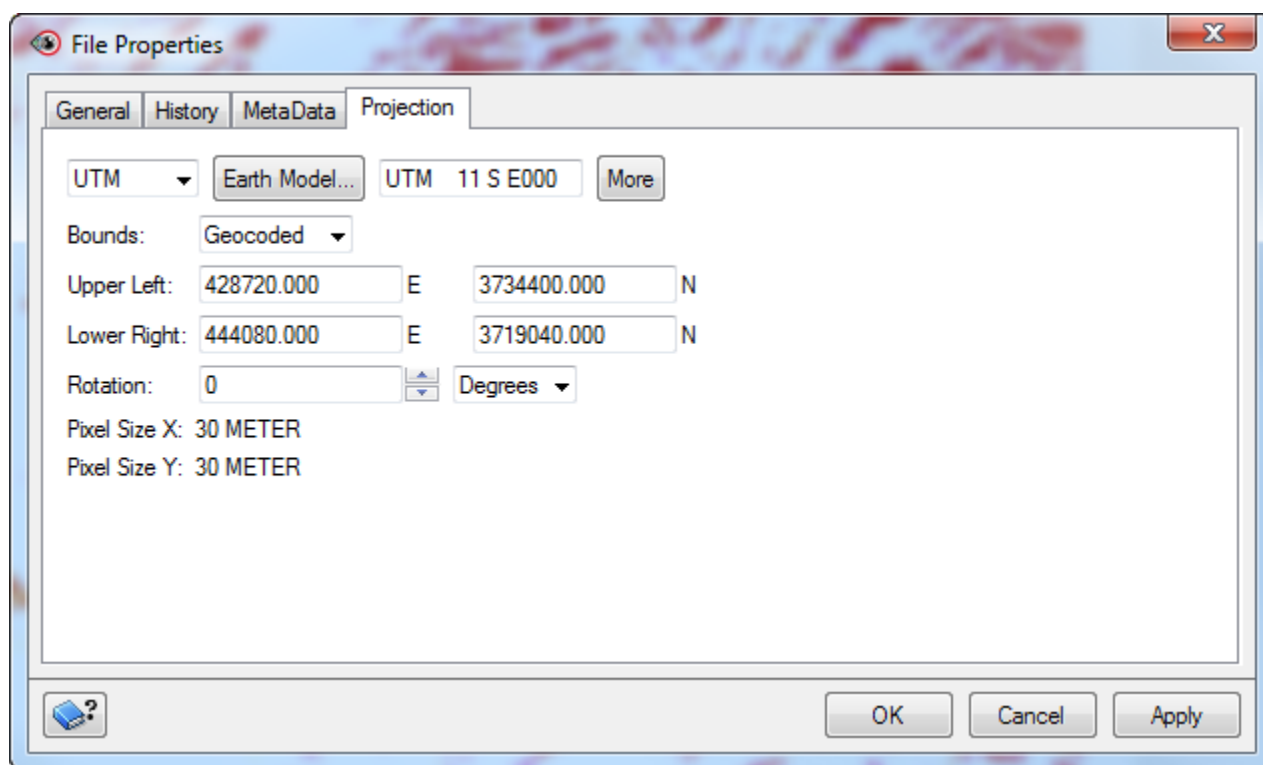 File Properties
General History MetaData Projection
UTM Earth Model... UTM 11 S E000 More
Bounds: Geocoded
Upper Left: 428720.000 E 3734400.000 N
Lower Right: 444080.000 E 3719040.000 N
Rotation: 0 Degrees
Pixel Size X: 30 METER
Pixel Size Y: 30 METER
? OK Cancel Apply